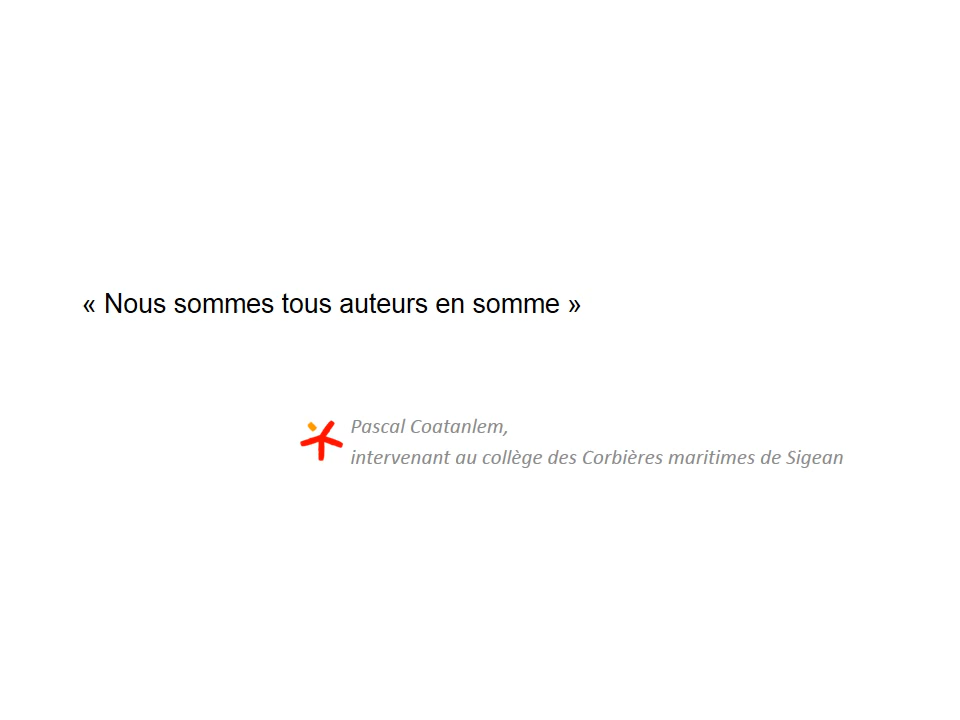 « Nous sommes tous auteurs en somme »
Pascal Coatanlem,
intervenant au collège des Corbières maritimes de Sigean